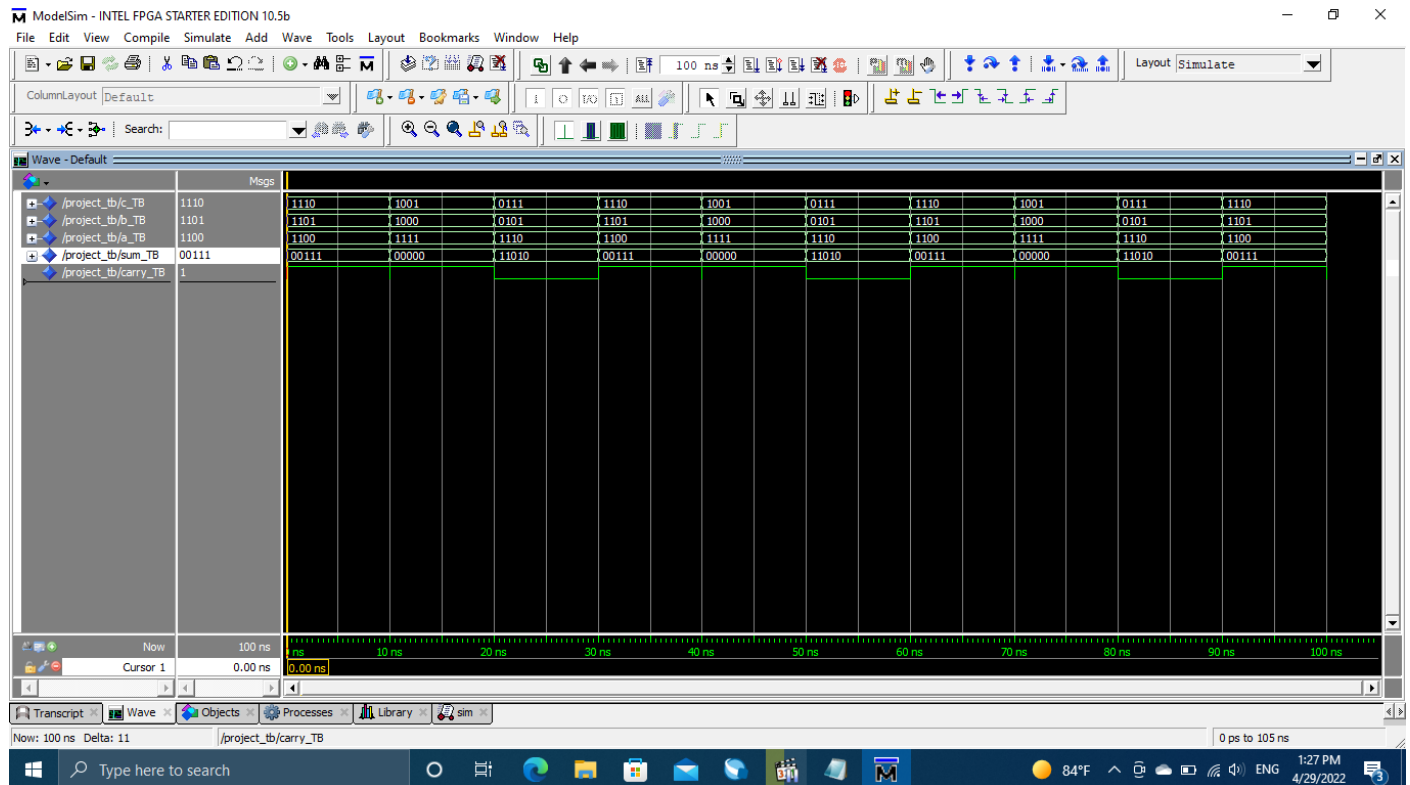 ModelSim - INTEL FPGA STARTER EDITION 10.5b
File Edit View Compile Simulate Add Wave Tools Layout Bookmarks Window Help
100 ns Layout Simulate
ColumnLayout Default
Search:
Wave - Default
Msgs
/project_tb/c_TB 1110 1110 1001 0111 1110 1001 0111 1110 1001 0111 1110
/project_tb/b_TB 1101 1101 1000 0101 1101 1000 0101 1101 1000 0101 1101
/project_tb/a_TB 1100 1100 1111 1110 1100 1111 1110 1100 1111 1110 1100
/project_tb/sum_TB 00111 00111 00000 11010 00111 00000 11010 00111 00000 11010 00111
/project_tb/carry_TB 1
Now 100 ns ns 10 ns 20 ns 30 ns 40 ns 50 ns 60 ns 70 ns 80 ns 90 ns 100 ns
Cursor 1 0.00 ns 0.00 ns
Transcript Wave Objects Processes Library sim
Now: 100 ns Delta: 11 /project_tb/carry_TB 0 ps to 105 ns
Type here to search 84°F ENG 1:27 PM
4/29/2022